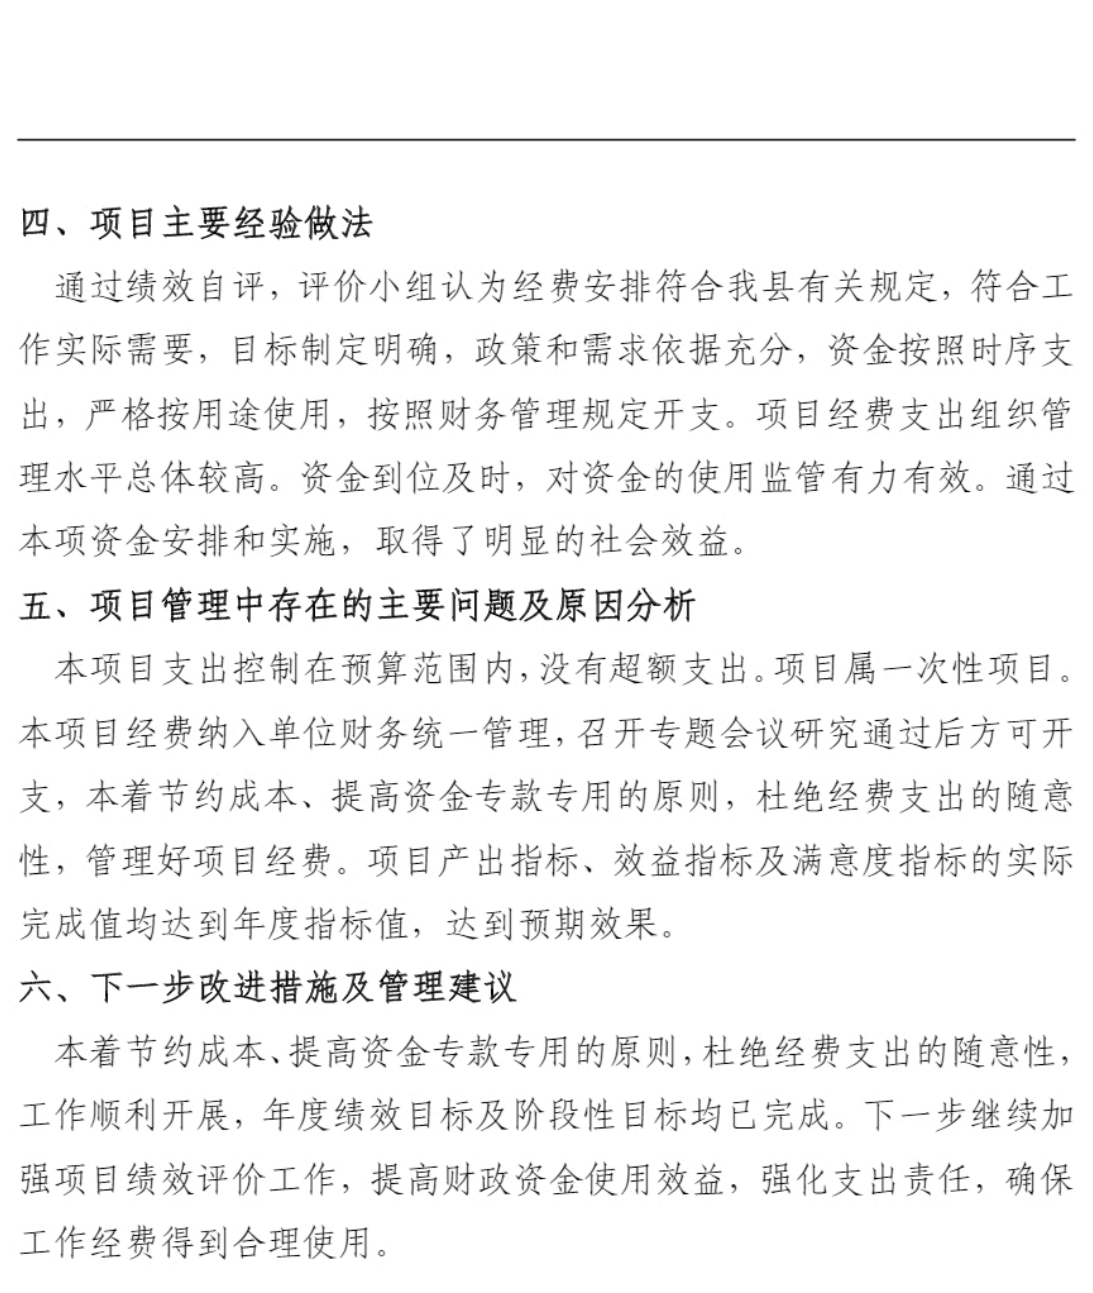 四、项目主要经验做法
通过绩效自评，评价小组认为经费安排符合我县有关规定，符合工
作实际需要，目标制定明确，政策和需求依据充分，资金按照时序支
出，严格按用途使用，按照财务管理规定开支。项目经费支出组织管
理水平总体较高。资金到位及时，对资金的使用监管有力有效。通过
本项资金安排和实施，取得了明显的社会效益。
五、项目管理中存在的主要问题及原因分析
本项目支出控制在预算范围内，没有超额支出。项目属一次性项目。
本项目经费纳入单位财务统一管理，召开专题会议研究通过后方可开
支，本着节约成本、提高资金专款专用的原则，杜绝经费支出的随意
性，管理好项目经费。项目产出指标、效益指标及满意度指标的实际
完成值均达到年度指标值，达到预期效果。
六、下一步改进措施及管理建议
本着节约成本、提高资金专款专用的原则，杜绝经费支出的随意性，
工作顺利开展，年度绩效目标及阶段性目标均已完成。下一步继续加
强项目绩效评价工作，提高财政资金使用效益，强化支出责任，确保
工作经费得到合理使用。